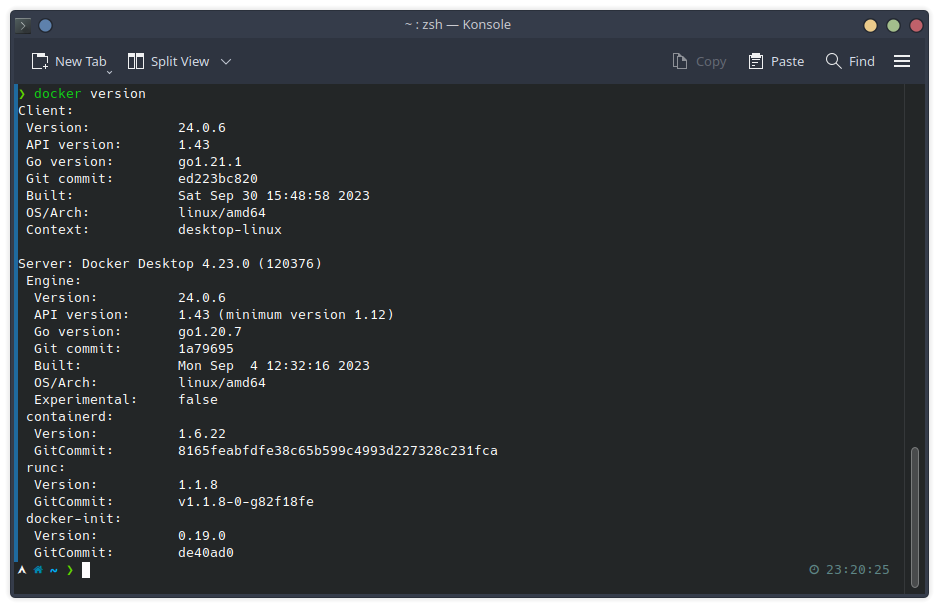 ~ : zsh — Konsole
New Tab Split View Copy Paste Find
❯ docker version
Client:
 Version:           24.0.6
 API version:       1.43
 Go version:        go1.21.1
 Git commit:        ed223bc820
 Built:             Sat Sep 30 15:48:58 2023
 OS/Arch:           linux/amd64
 Context:           desktop-linux

Server: Docker Desktop 4.23.0 (120376)
 Engine:
  Version:          24.0.6
  API version:      1.43 (minimum version 1.12)
  Go version:       go1.20.7
  Git commit:       1a79695
  Built:            Mon Sep  4 12:32:16 2023
  OS/Arch:          linux/amd64
  Experimental:     false
 containerd:
  Version:          1.6.22
  GitCommit:        8165feabfdfe38c65b599c4993d227328c231fca
 runc:
  Version:          1.1.8
  GitCommit:        v1.1.8-0-g82f18fe
 docker-init:
  Version:          0.19.0
  GitCommit:        de40ad0
~ ❯ 23:20:25